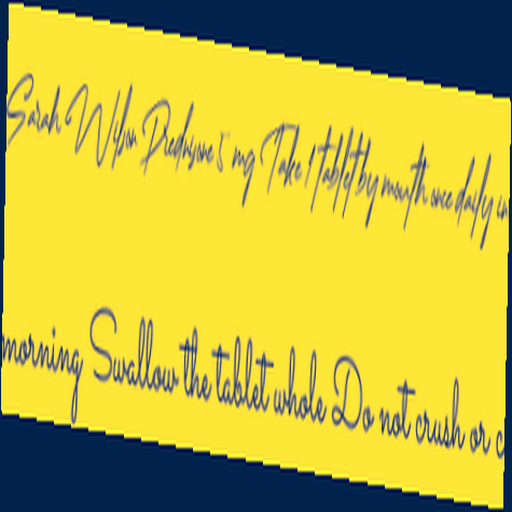 Sarah Wilson Prednisone 5 mg Take 1 tablet by mouth once daily in
morning Swallow the tablet whole Do not crush or